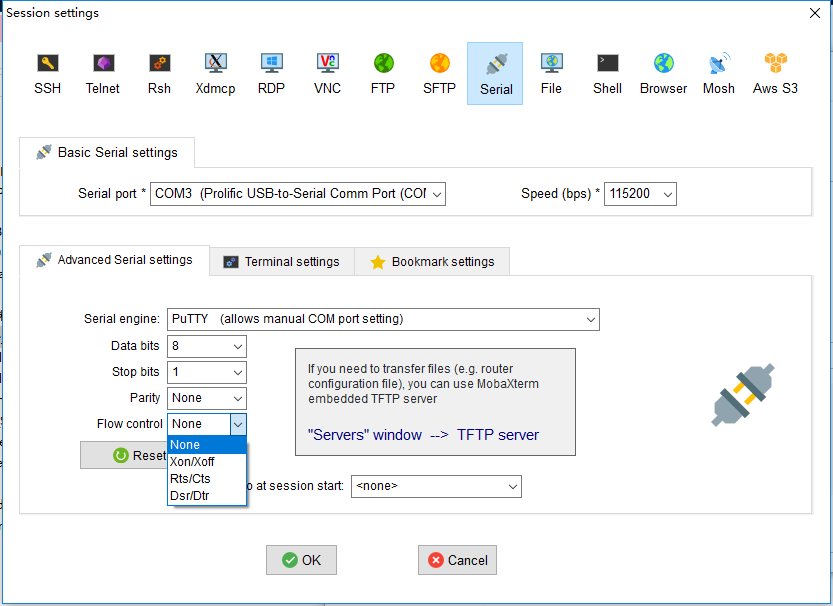 Session settings
SSH Telnet Rsh Xdmcp RDP VNC FTP SFTP Serial File Shell Browser Mosh Aws S3
Basic Serial settings
Serial port * COM3 (Prolific USB-to-Serial Comm Port (COM Speed (bps) * 115200
Advanced Serial settings Terminal settings Bookmark settings
Serial engine: PuTTY (allows manual COM port setting)
Data bits 8
Stop bits 1
Parity None
Flow control None
None
Xon/Xoff
Rts/Cts
Dsr/Dtr
Reset
If you need to transfer files (e.g. router
configuration file), you can use MobaXterm
embedded TFTP server
"Servers" window --> TFTP server
at session start: <none>
OK Cancel